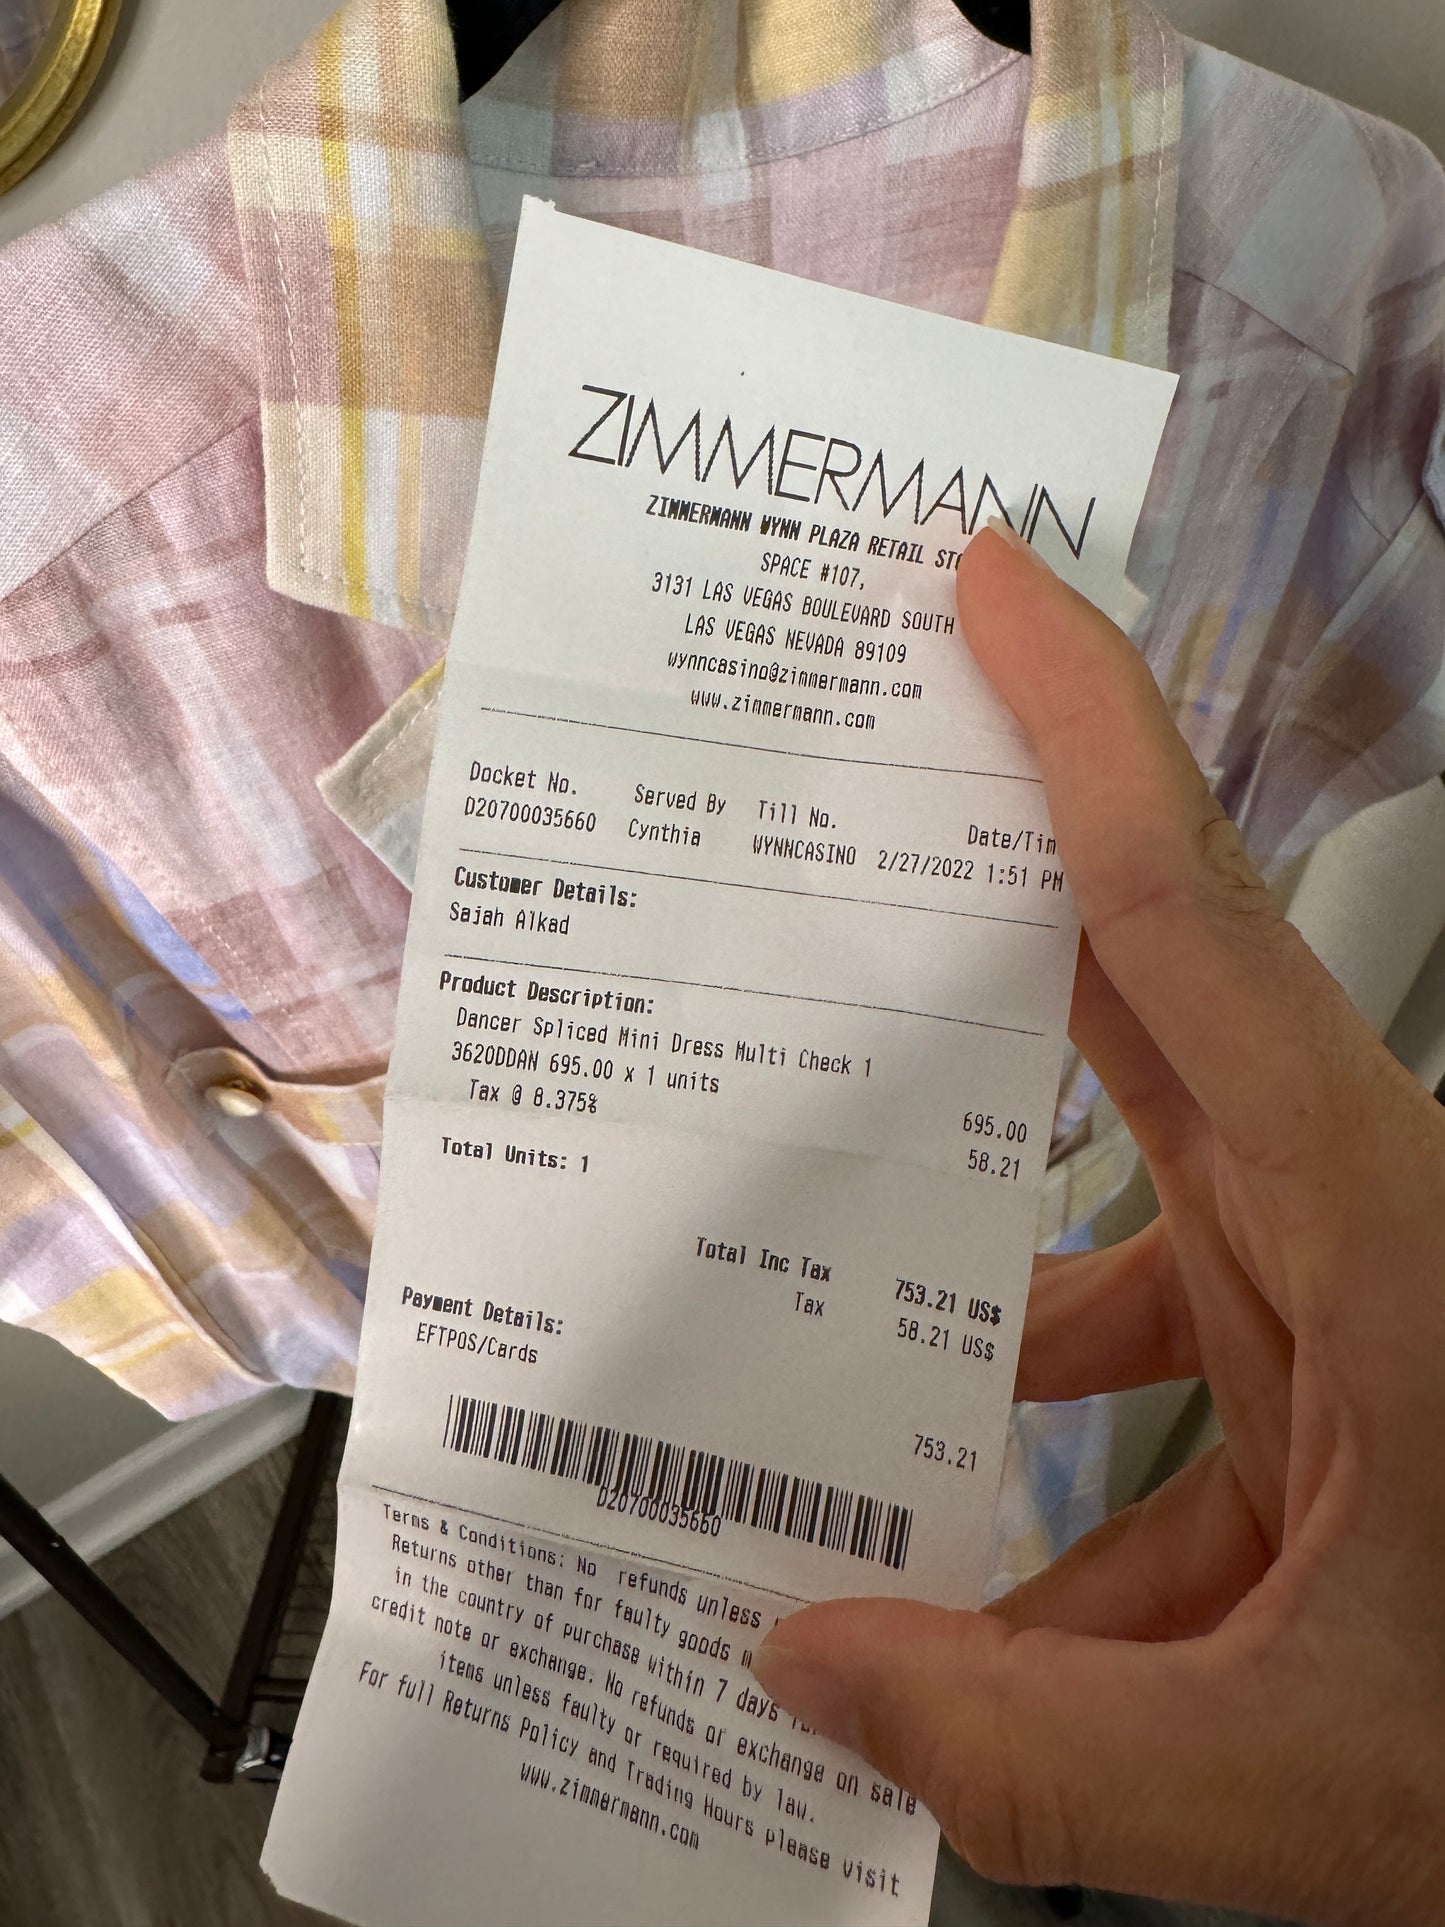 ZIMMERMANN
ZIMMERMANN WYNN PLAZA RETAIL
SPACE #107,
3131 LAS VEGAS BOULEVARD SOUTH
LAS VEGAS NEVADA 89109
wynncasino@zimmermann.com
www.zimmermann.com
Docket No. Served By Till No. Date/Tim
D20700035660 Cynthia WYNNCASINO 2/27/2022 1:51 PM
Customer Details:
Sajah Alkad
Product Description:
Dancer Spliced Mini Dress Multi Check 1
3620DDAN 695.00 x 1 units 695.00
Tax @ 8.375% 58.21
Total Units: 1
Total Inc Tax 753.21 US$
Tax 58.21 US$
Payment Details:
EFTPOS/Cards 753.21
D20700035660
Terms & Conditions: No refunds unless
Returns other than for faulty goods
in the country of purchase within 7 days
credit note or exchange. No refunds or exchange on sale
items unless faulty or required by law.
For full Returns Policy and Trading Hours please visit
www.zimmermann.com